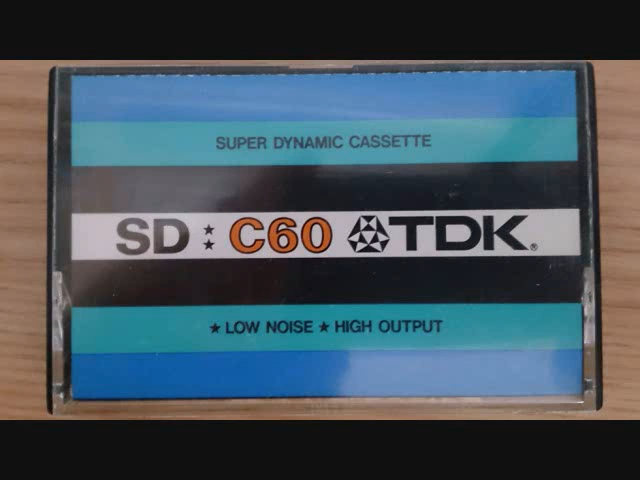 SUPER DYNAMIC CASSETTE
SD : C60 TDK®
★ LOW NOISE ★ HIGH OUTPUT